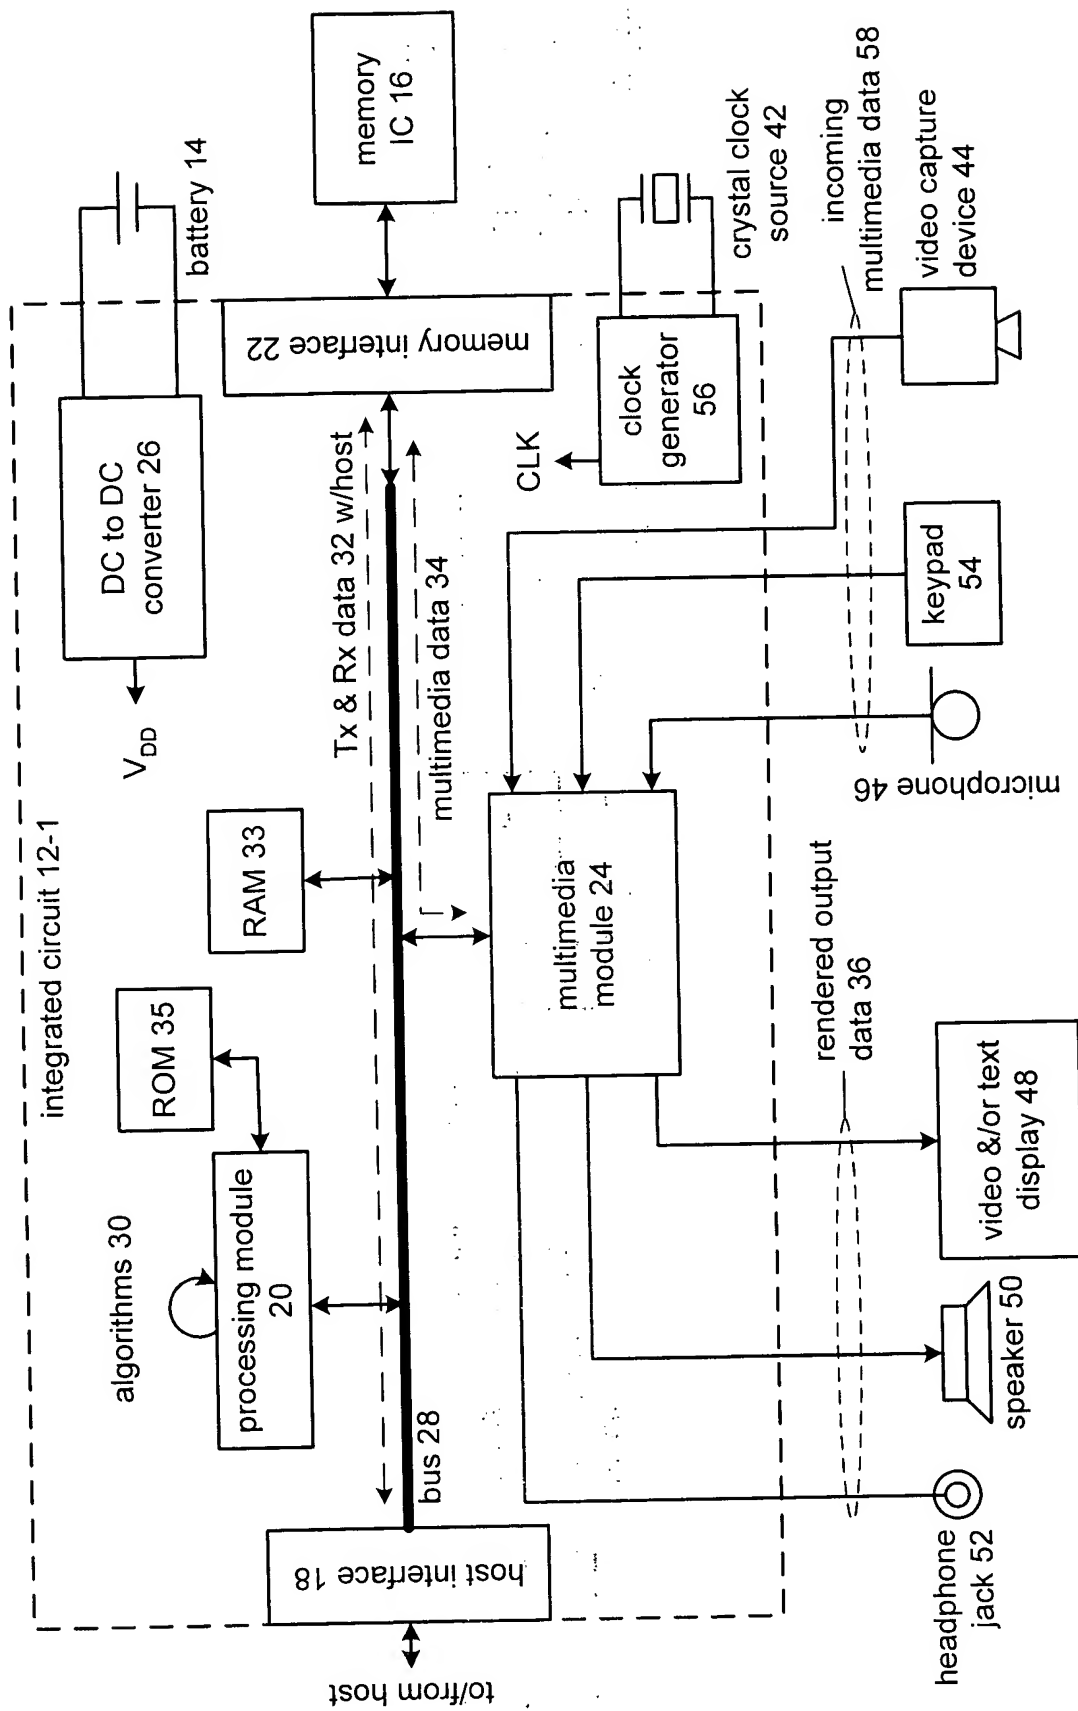 integrated circuit 12-1
DC to DC
converter 26
battery 14
V_DD
memory
IC 16
memory interface 22
algorithms 30
processing module
20
ROM 35
RAM 33
Tx & Rx data 32 w/host
multimedia data 34
bus 28
host interface 18
to/from host
CLK
clock
generator
56
crystal clock
source 42
multimedia
module 24
incoming
multimedia data 58
video capture
device 44
keypad
54
microphone 46
rendered output
data 36
video &/or text
display 48
speaker 50
headphone
jack 52